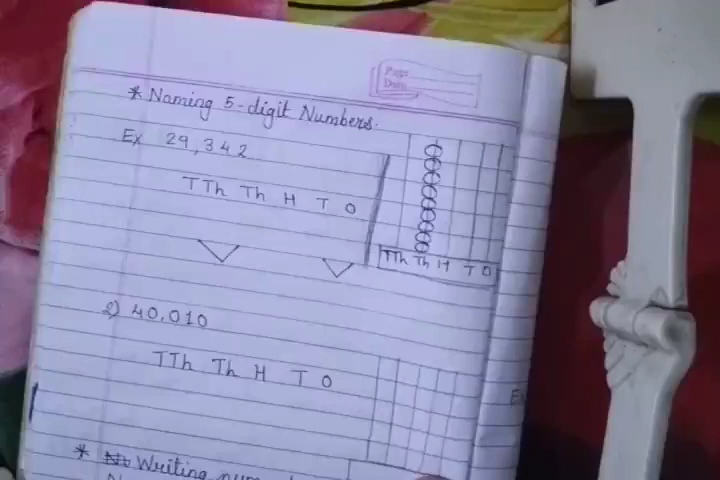 Page
Date
* Naming 5-digit Numbers.
Ex 29,342
TTh Th H T O
TTh Th H T O
2) 40,010
TTh Th H T O
Ex
* Writing